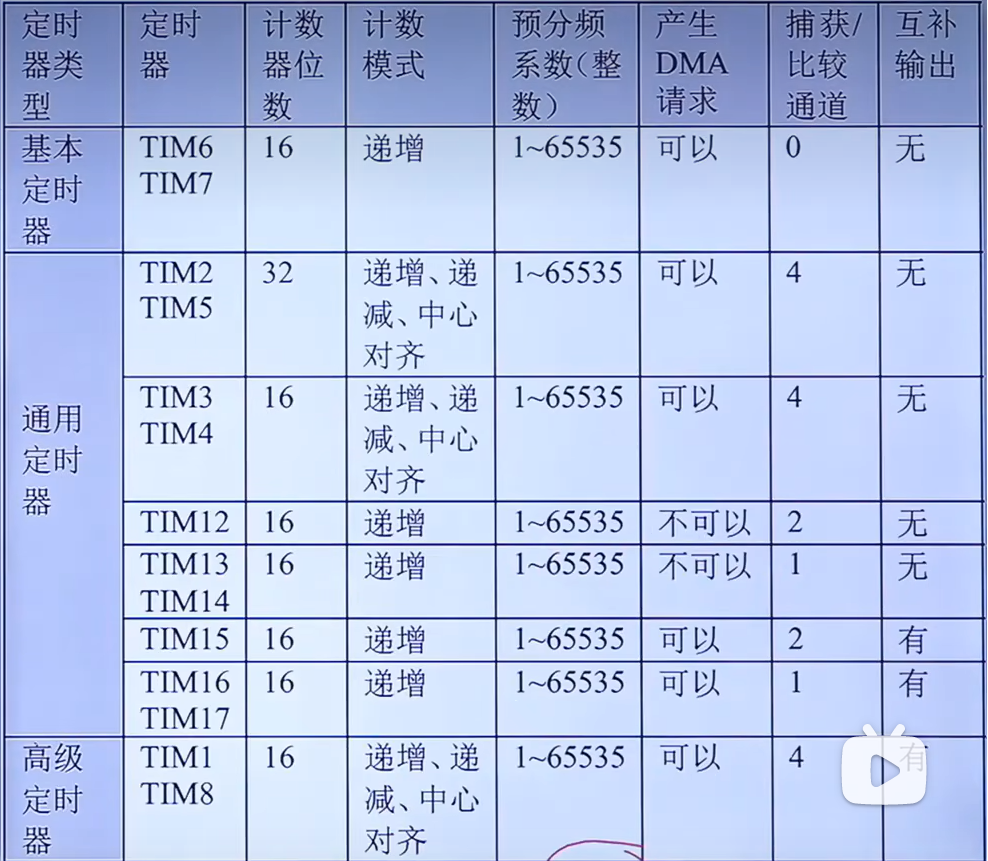 定时器类型 定时器 计数器位数 计数模式 预分频系数（整数） 产生DMA请求 捕获/比较通道 互补输出
基本定时器 TIM6 TIM7 16 递增 1~65535 可以 0 无
通用定时器 TIM2 TIM5 32 递增、递减、中心对齐 1~65535 可以 4 无
TIM3 TIM4 16 递增、递减、中心对齐 1~65535 可以 4 无
TIM12 16 递增 1~65535 不可以 2 无
TIM13 TIM14 16 递增 1~65535 不可以 1 无
TIM15 16 递增 1~65535 可以 2 有
TIM16 TIM17 16 递增 1~65535 可以 1 有
高级定时器 TIM1 TIM8 16 递增、递减、中心对齐 1~65535 可以 4 有